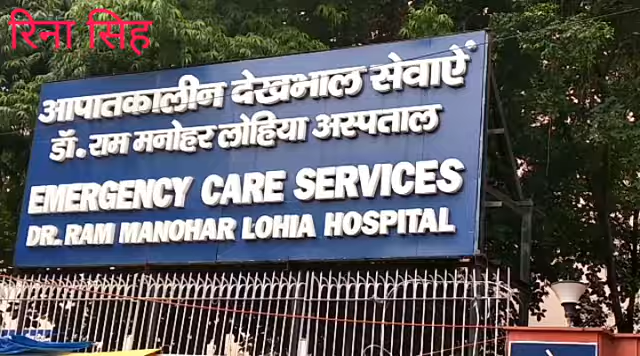 रिना सिंह
आपातकालीन देखभाल सेवाऐं
डॉ. राम मनोहर लोहिया अस्पताल
EMERGENCY CARE SERVICES
DR. RAM MANOHAR LOHIA HOSPITAL